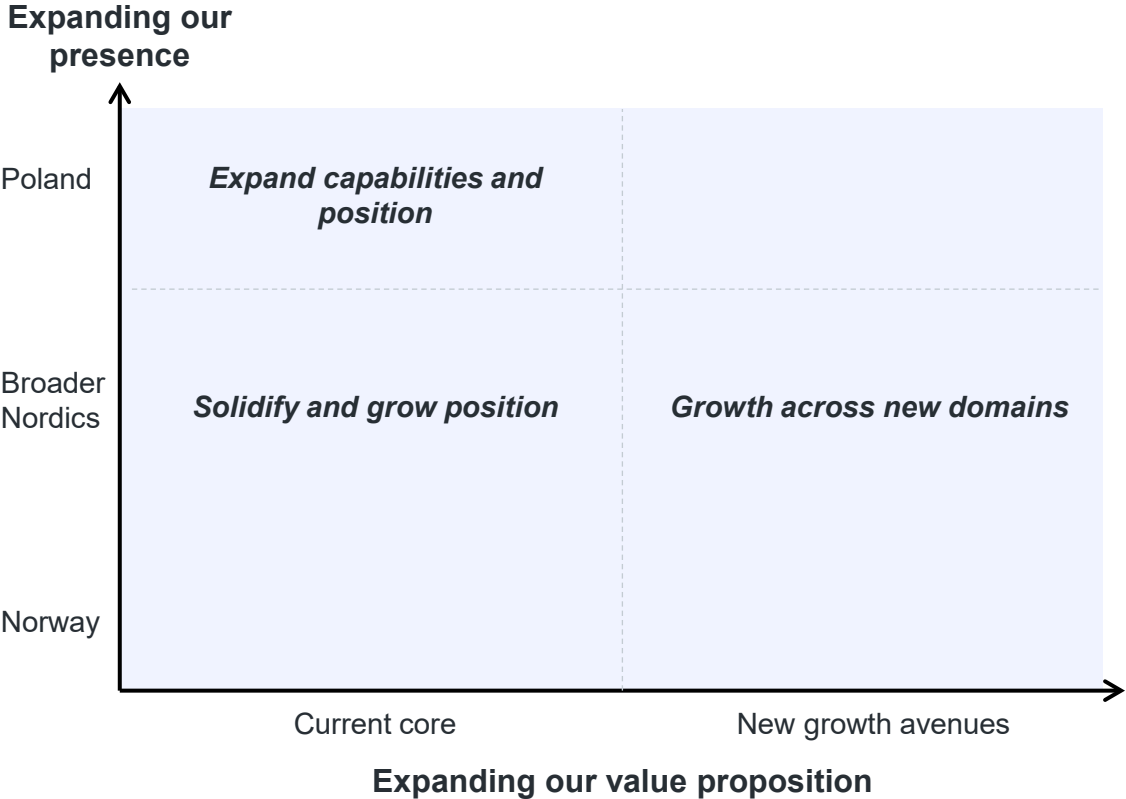 Expanding our
presence
Poland
Expand capabilities and
position
Broader
Nordics
Solidify and grow position
Growth across new domains
Norway
Current core
New growth avenues
Expanding our value proposition